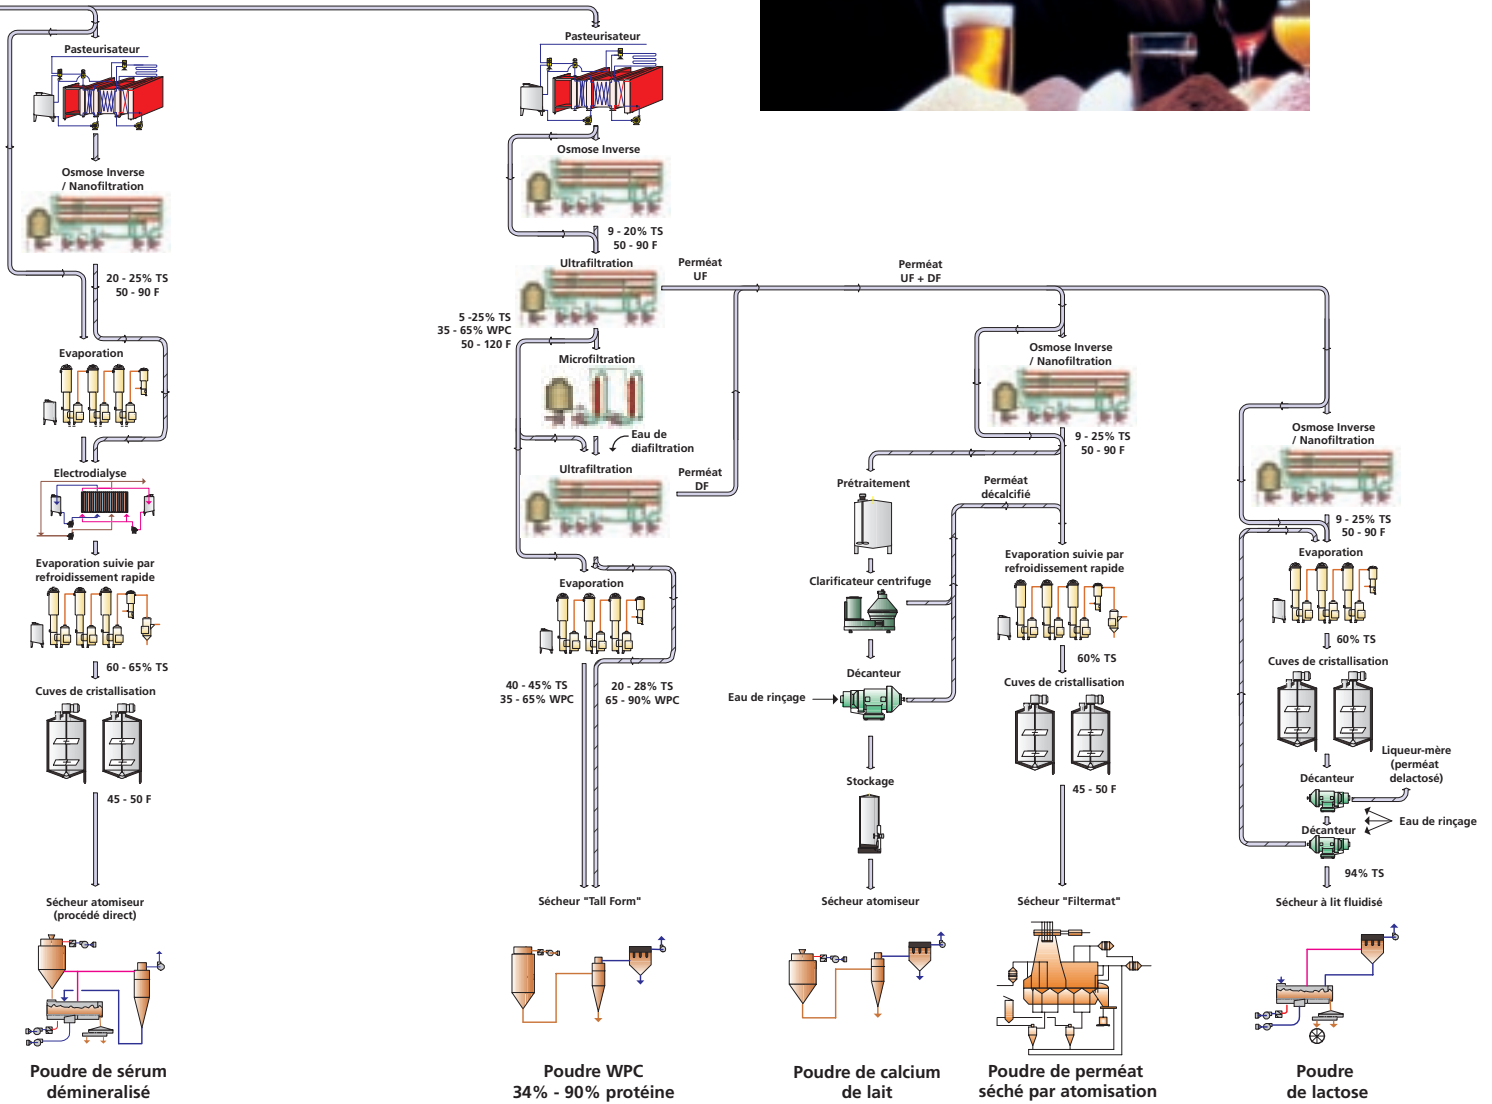 Pasteurisateur
Osmose Inverse
/ Nanofiltration
20 - 25% TS
50 - 90 F
Evaporation
Electrodialyse
Evaporation suivie par
refroidissement rapide
60 - 65% TS
Cuves de cristallisation
45 - 50 F
Sécheur atomiseur
(procédé direct)
Poudre de sérum
démineralisé
Pasteurisateur
Osmose Inverse
9 - 20% TS
50 - 90 F
Ultrafiltration
5 -25% TS
35 - 65% WPC
50 - 120 F
Microfiltration
Eau de
diafiltration
Ultrafiltration
Evaporation
40 - 45% TS
35 - 65% WPC
20 - 28% TS
65 - 90% WPC
Sécheur "Tall Form"
Poudre WPC
34% - 90% protéine
Perméat
UF
Perméat
DF
Perméat
UF + DF
Prétraitement
Clarificateur centrifuge
Décanteur
Eau de rinçage
Stockage
Sécheur atomiseur
Poudre de calcium
de lait
Osmose Inverse
/ Nanofiltration
9 - 25% TS
50 - 90 F
Perméat
décalcifié
Evaporation suivie par
refroidissement rapide
60% TS
Cuves de cristallisation
45 - 50 F
Sécheur "Filtermat"
Poudre de perméat
séché par atomisation
Osmose Inverse
/ Nanofiltration
9 - 25% TS
50 - 90 F
Evaporation
60% TS
Cuves de cristallisation
Liqueur-mère
(perméat
delactosé)
Décanteur
Eau de rinçage
Décanteur
94% TS
Sécheur à lit fluidisé
Poudre
de lactose